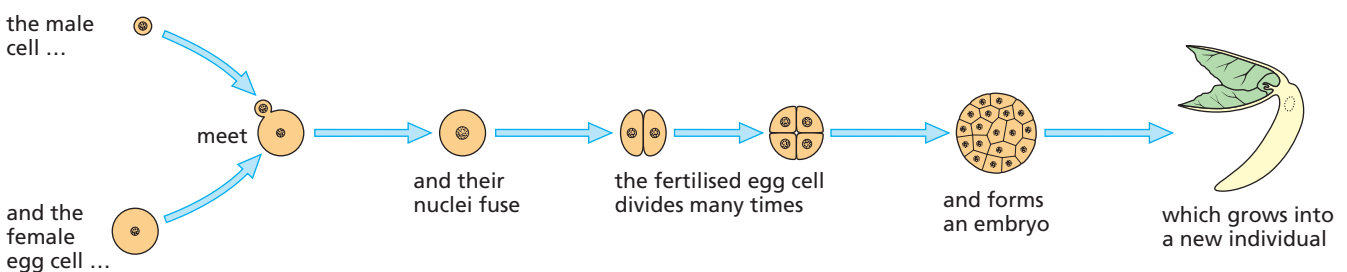 the male
cell …
and the
female
egg cell …
meet
and their
nuclei fuse
the fertilised egg cell
divides many times
and forms
an embryo
which grows into
a new individual